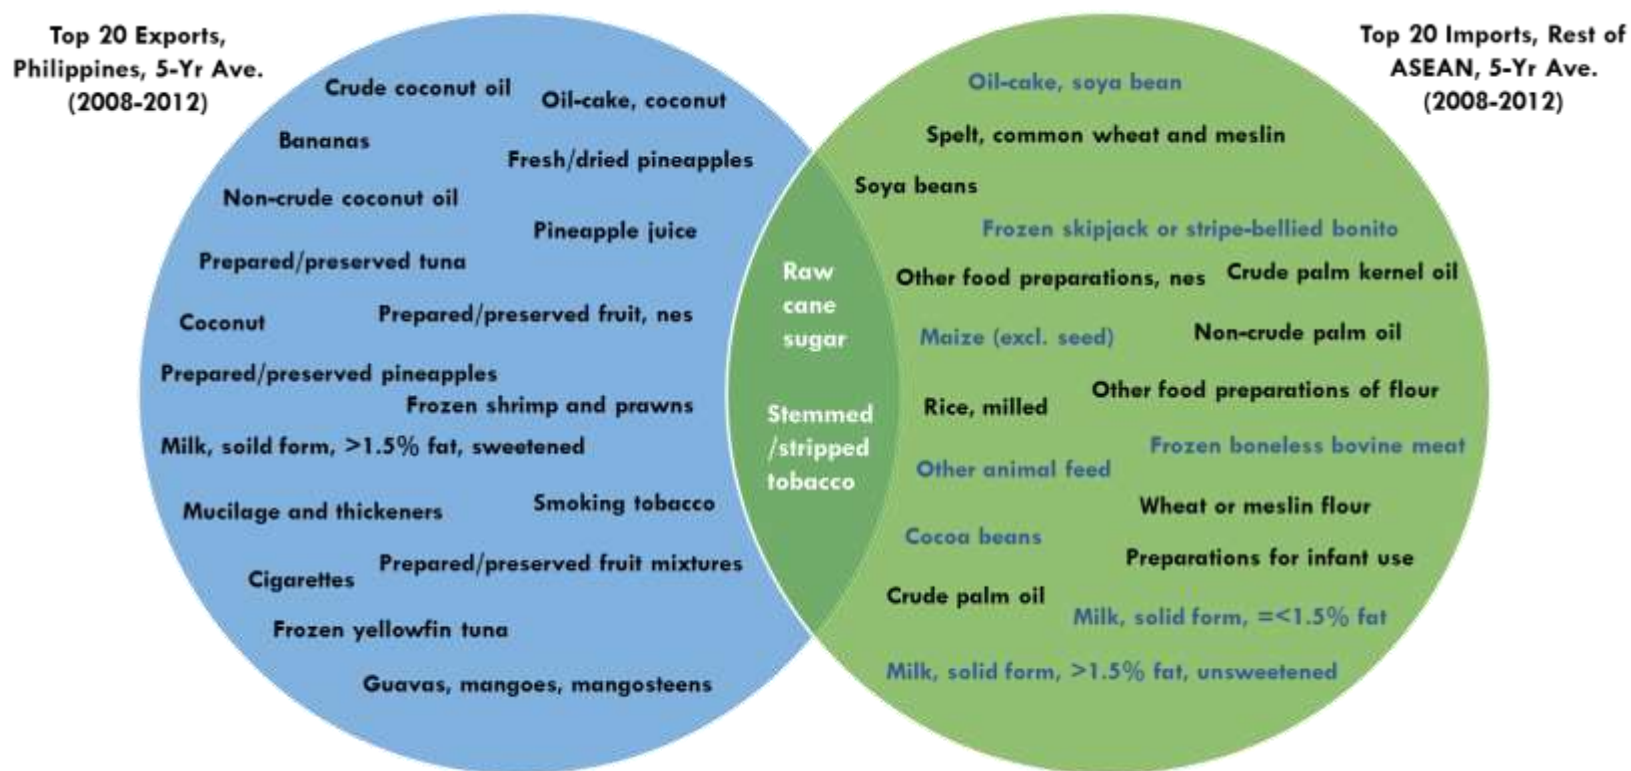 Top 20 Exports,
Philippines, 5-Yr Ave.
(2008-2012)
Crude coconut oil
Oil-cake, coconut
Bananas
Fresh/dried pineapples
Non-crude coconut oil
Pineapple juice
Prepared/preserved tuna
Coconut
Prepared/preserved fruit, nes
Prepared/preserved pineapples
Frozen shrimp and prawns
Milk, soild form, >1.5% fat, sweetened
Mucilage and thickeners
Smoking tobacco
Cigarettes
Prepared/preserved fruit mixtures
Frozen yellowfin tuna
Guavas, mangoes, mangosteens
Raw
cane
sugar
Stemmed
/stripped
tobacco
Top 20 Imports, Rest of
ASEAN, 5-Yr Ave.
(2008-2012)
Oil-cake, soya bean
Spelt, common wheat and meslin
Soya beans
Frozen skipjack or stripe-bellied bonito
Other food preparations, nes
Crude palm kernel oil
Maize (excl. seed)
Non-crude palm oil
Other food preparations of flour
Rice, milled
Frozen boneless bovine meat
Other animal feed
Wheat or meslin flour
Cocoa beans
Preparations for infant use
Crude palm oil
Milk, solid form, =<1.5% fat
Milk, solid form, >1.5% fat, unsweetened